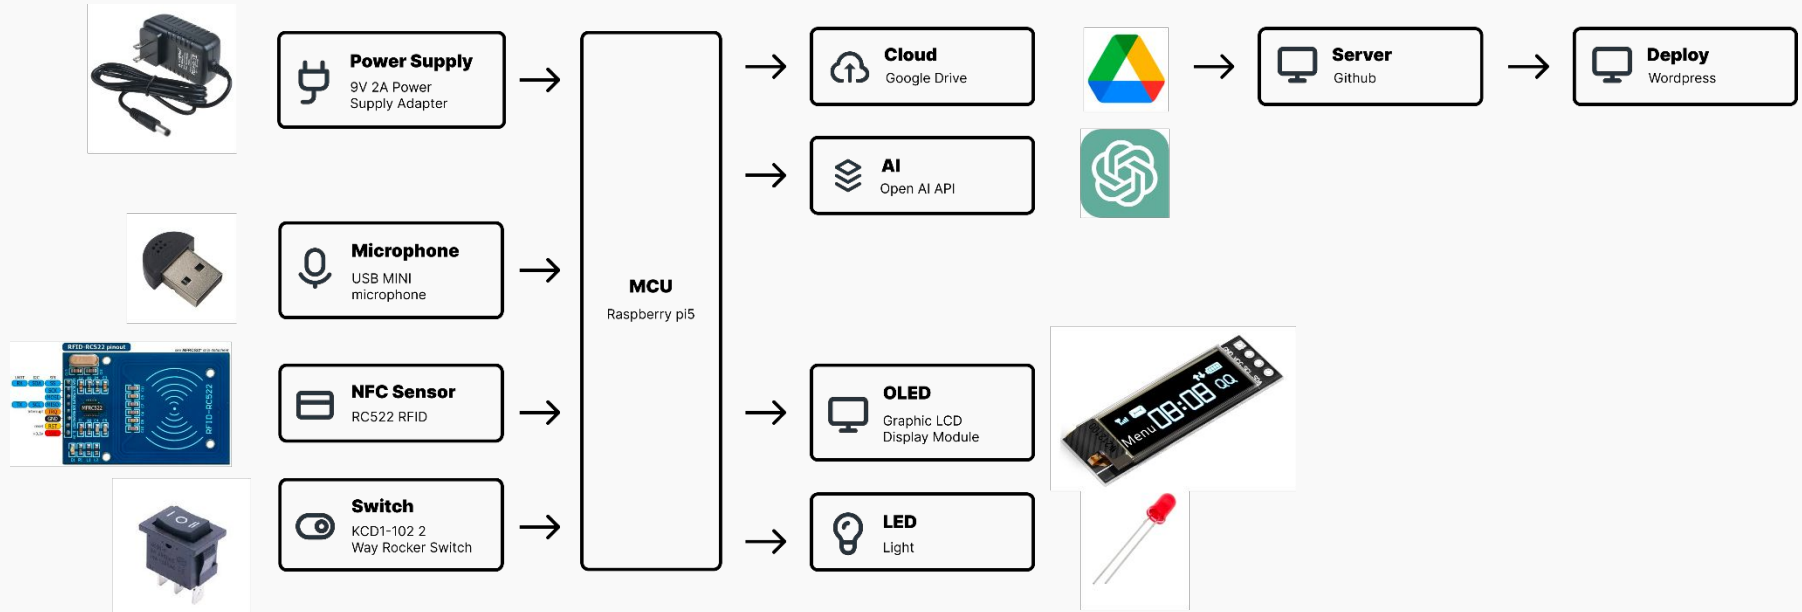 Power Supply
9V 2A Power
Supply Adapter
Microphone
USB MINI
microphone
RFID-RC522 pinout
MFRC522
RFID-RC522
NFC Sensor
RC522 RFID
Switch
KCD1-102 2
Way Rocker Switch
MCU
Raspberry pi5
Cloud
Google Drive
Server
Github
Deploy
Wordpress
AI
Open AI API
OLED
Graphic LCD
Display Module
Menu 08:08 QQ
LED
Light